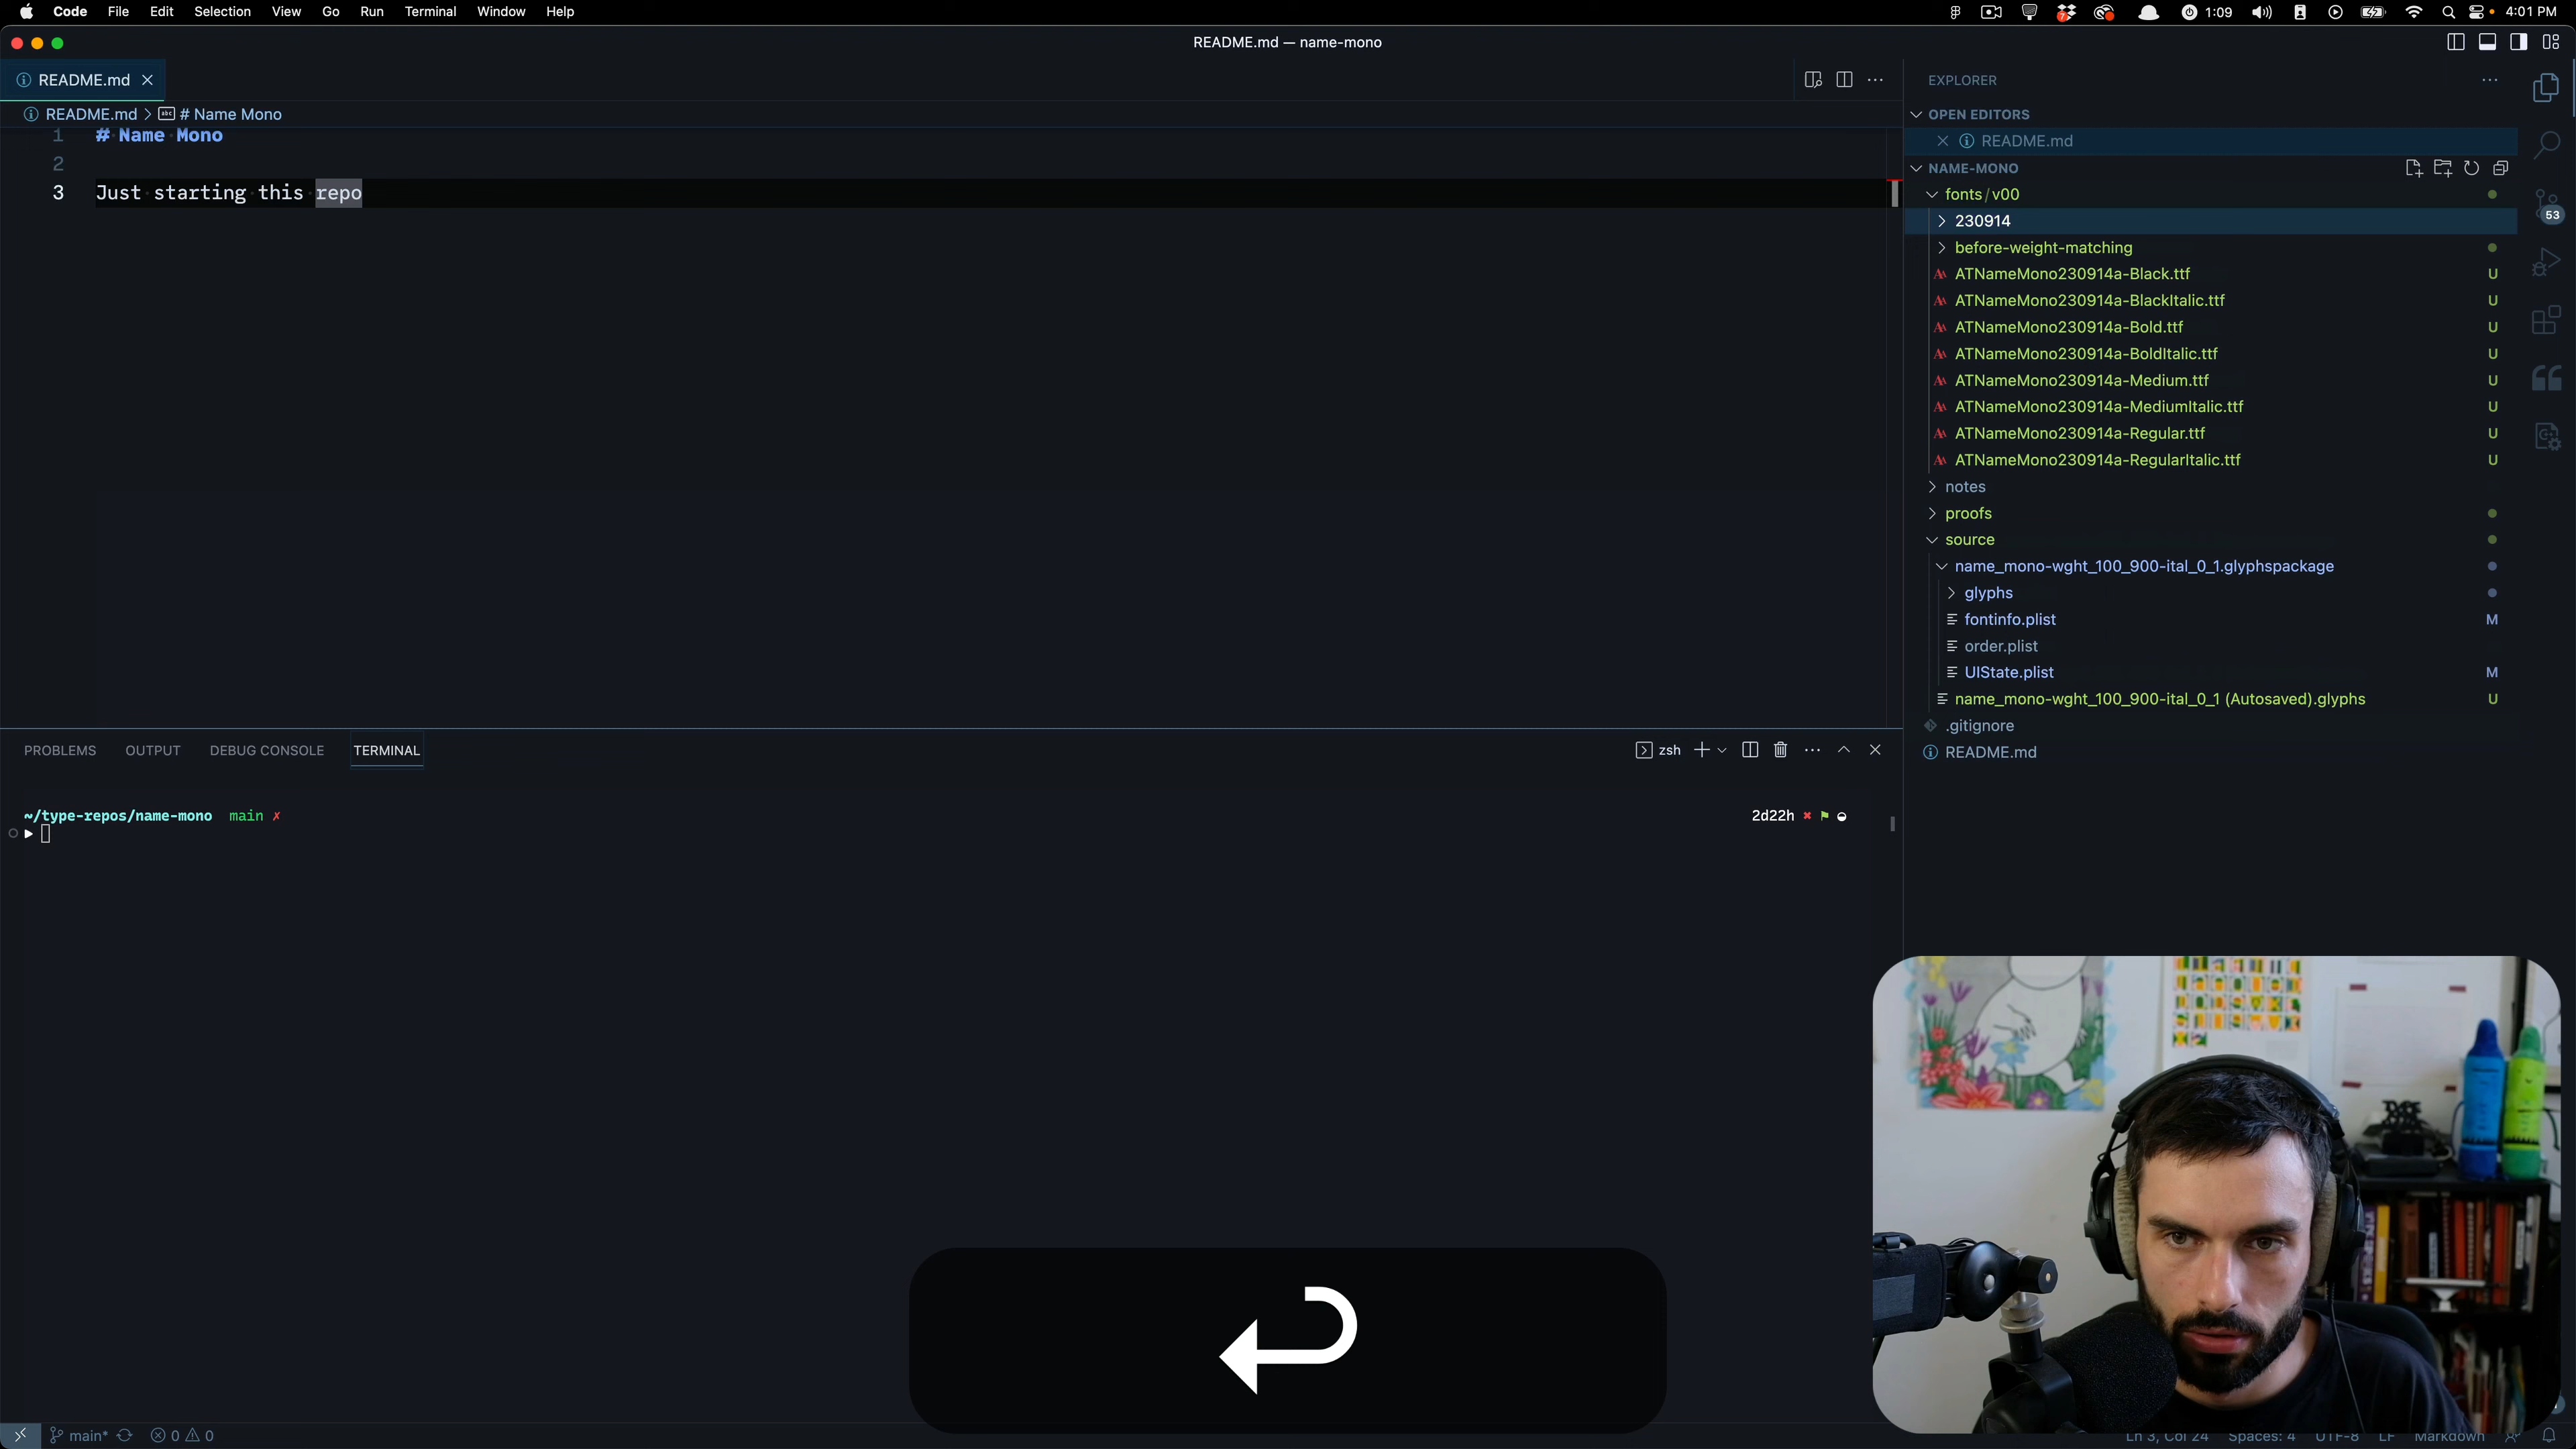 Code File Edit Selection View Go Run Terminal Window Help
7 1:09 4:01 PM
README.md — name-mono
README.md
README.md > # Name Mono
1 # Name Mono
2
3 Just starting this repo
EXPLORER
OPEN EDITORS
README.md
NAME-MONO
fonts/v00
230914
before-weight-matching
ATNameMono230914a-Black.ttf U
ATNameMono230914a-BlackItalic.ttf U
ATNameMono230914a-Bold.ttf U
ATNameMono230914a-BoldItalic.ttf U
ATNameMono230914a-Medium.ttf U
ATNameMono230914a-MediumItalic.ttf U
ATNameMono230914a-Regular.ttf U
ATNameMono230914a-RegularItalic.ttf U
notes
proofs
source
name_mono-wght_100_900-ital_0_1.glyphspackage
glyphs
fontinfo.plist M
order.plist
UIState.plist M
name_mono-wght_100_900-ital_0_1 (Autosaved).glyphs U
.gitignore
README.md
53
PROBLEMS OUTPUT DEBUG CONSOLE TERMINAL
zsh
~/type-repos/name-mono main ✗ 2d22h ✖ ⚑
main* 0 0
Ln 3, Col 24 Spaces: 4 UTF-8 LF Markdown